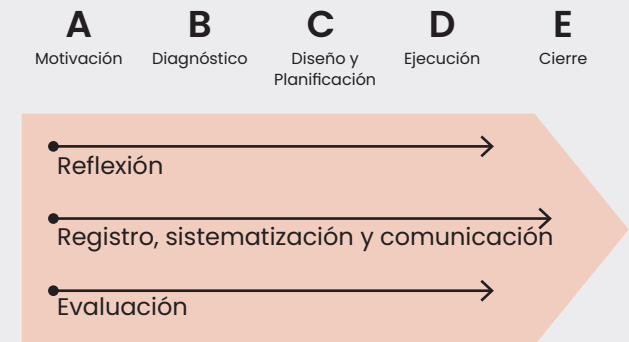 A B C D E
Motivación Diagnóstico Diseño y Ejecución Cierre
Planificación
Reflexión
Registro, sistematización y comunicación
Evaluación